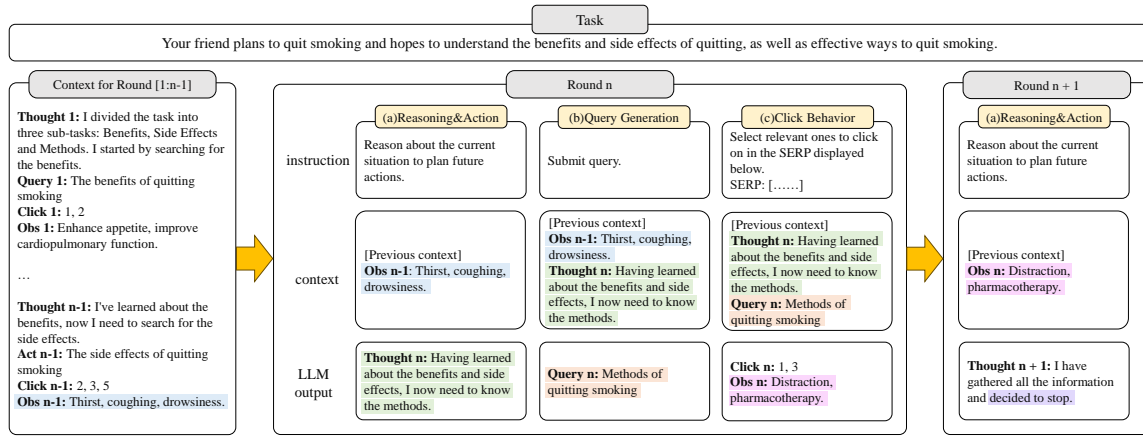 Task
Your friend plans to quit smoking and hopes to understand the benefits and side effects of quitting, as well as effective ways to quit smoking.
Context for Round [1:n-1]
Thought 1: I divided the task into
three sub-tasks: Benefits, Side Effects
and Methods. I started by searching for
the benefits.
Query 1: The benefits of quitting
smoking
Click 1: 1, 2
Obs 1: Enhance appetite, improve
cardiopulmonary function.
…
Thought n-1: I've learned about the
benefits, now I need to search for the
side effects.
Act n-1: The side effects of quitting
smoking
Click n-1: 2, 3, 5
Obs n-1: Thirst, coughing, drowsiness.
Round n
instruction
(a)Reasoning&Action
Reason about the current
situation to plan future
actions.
(b)Query Generation
Submit query.
(c)Click Behavior
Select relevant ones to click
on in the SERP displayed
below.
SERP: [……]
context
[Previous context]
Obs n-1: Thirst, coughing,
drowsiness.
[Previous context]
Obs n-1: Thirst, coughing,
drowsiness.
Thought n: Having learned
about the benefits and side
effects, I now need to know
the methods.
[Previous context]
Thought n: Having learned
about the benefits and side
effects, I now need to know
the methods.
Query n: Methods of
quitting smoking
LLM
output
Thought n: Having learned
about the benefits and side
effects, I now need to know
the methods.
Query n: Methods of
quitting smoking
Click n: 1, 3
Obs n: Distraction,
pharmacotherapy.
Round n + 1
(a)Reasoning&Action
Reason about the current
situation to plan future
actions.
[Previous context]
Obs n: Distraction,
pharmacotherapy.
Thought n + 1: I have
gathered all the information
and decided to stop.